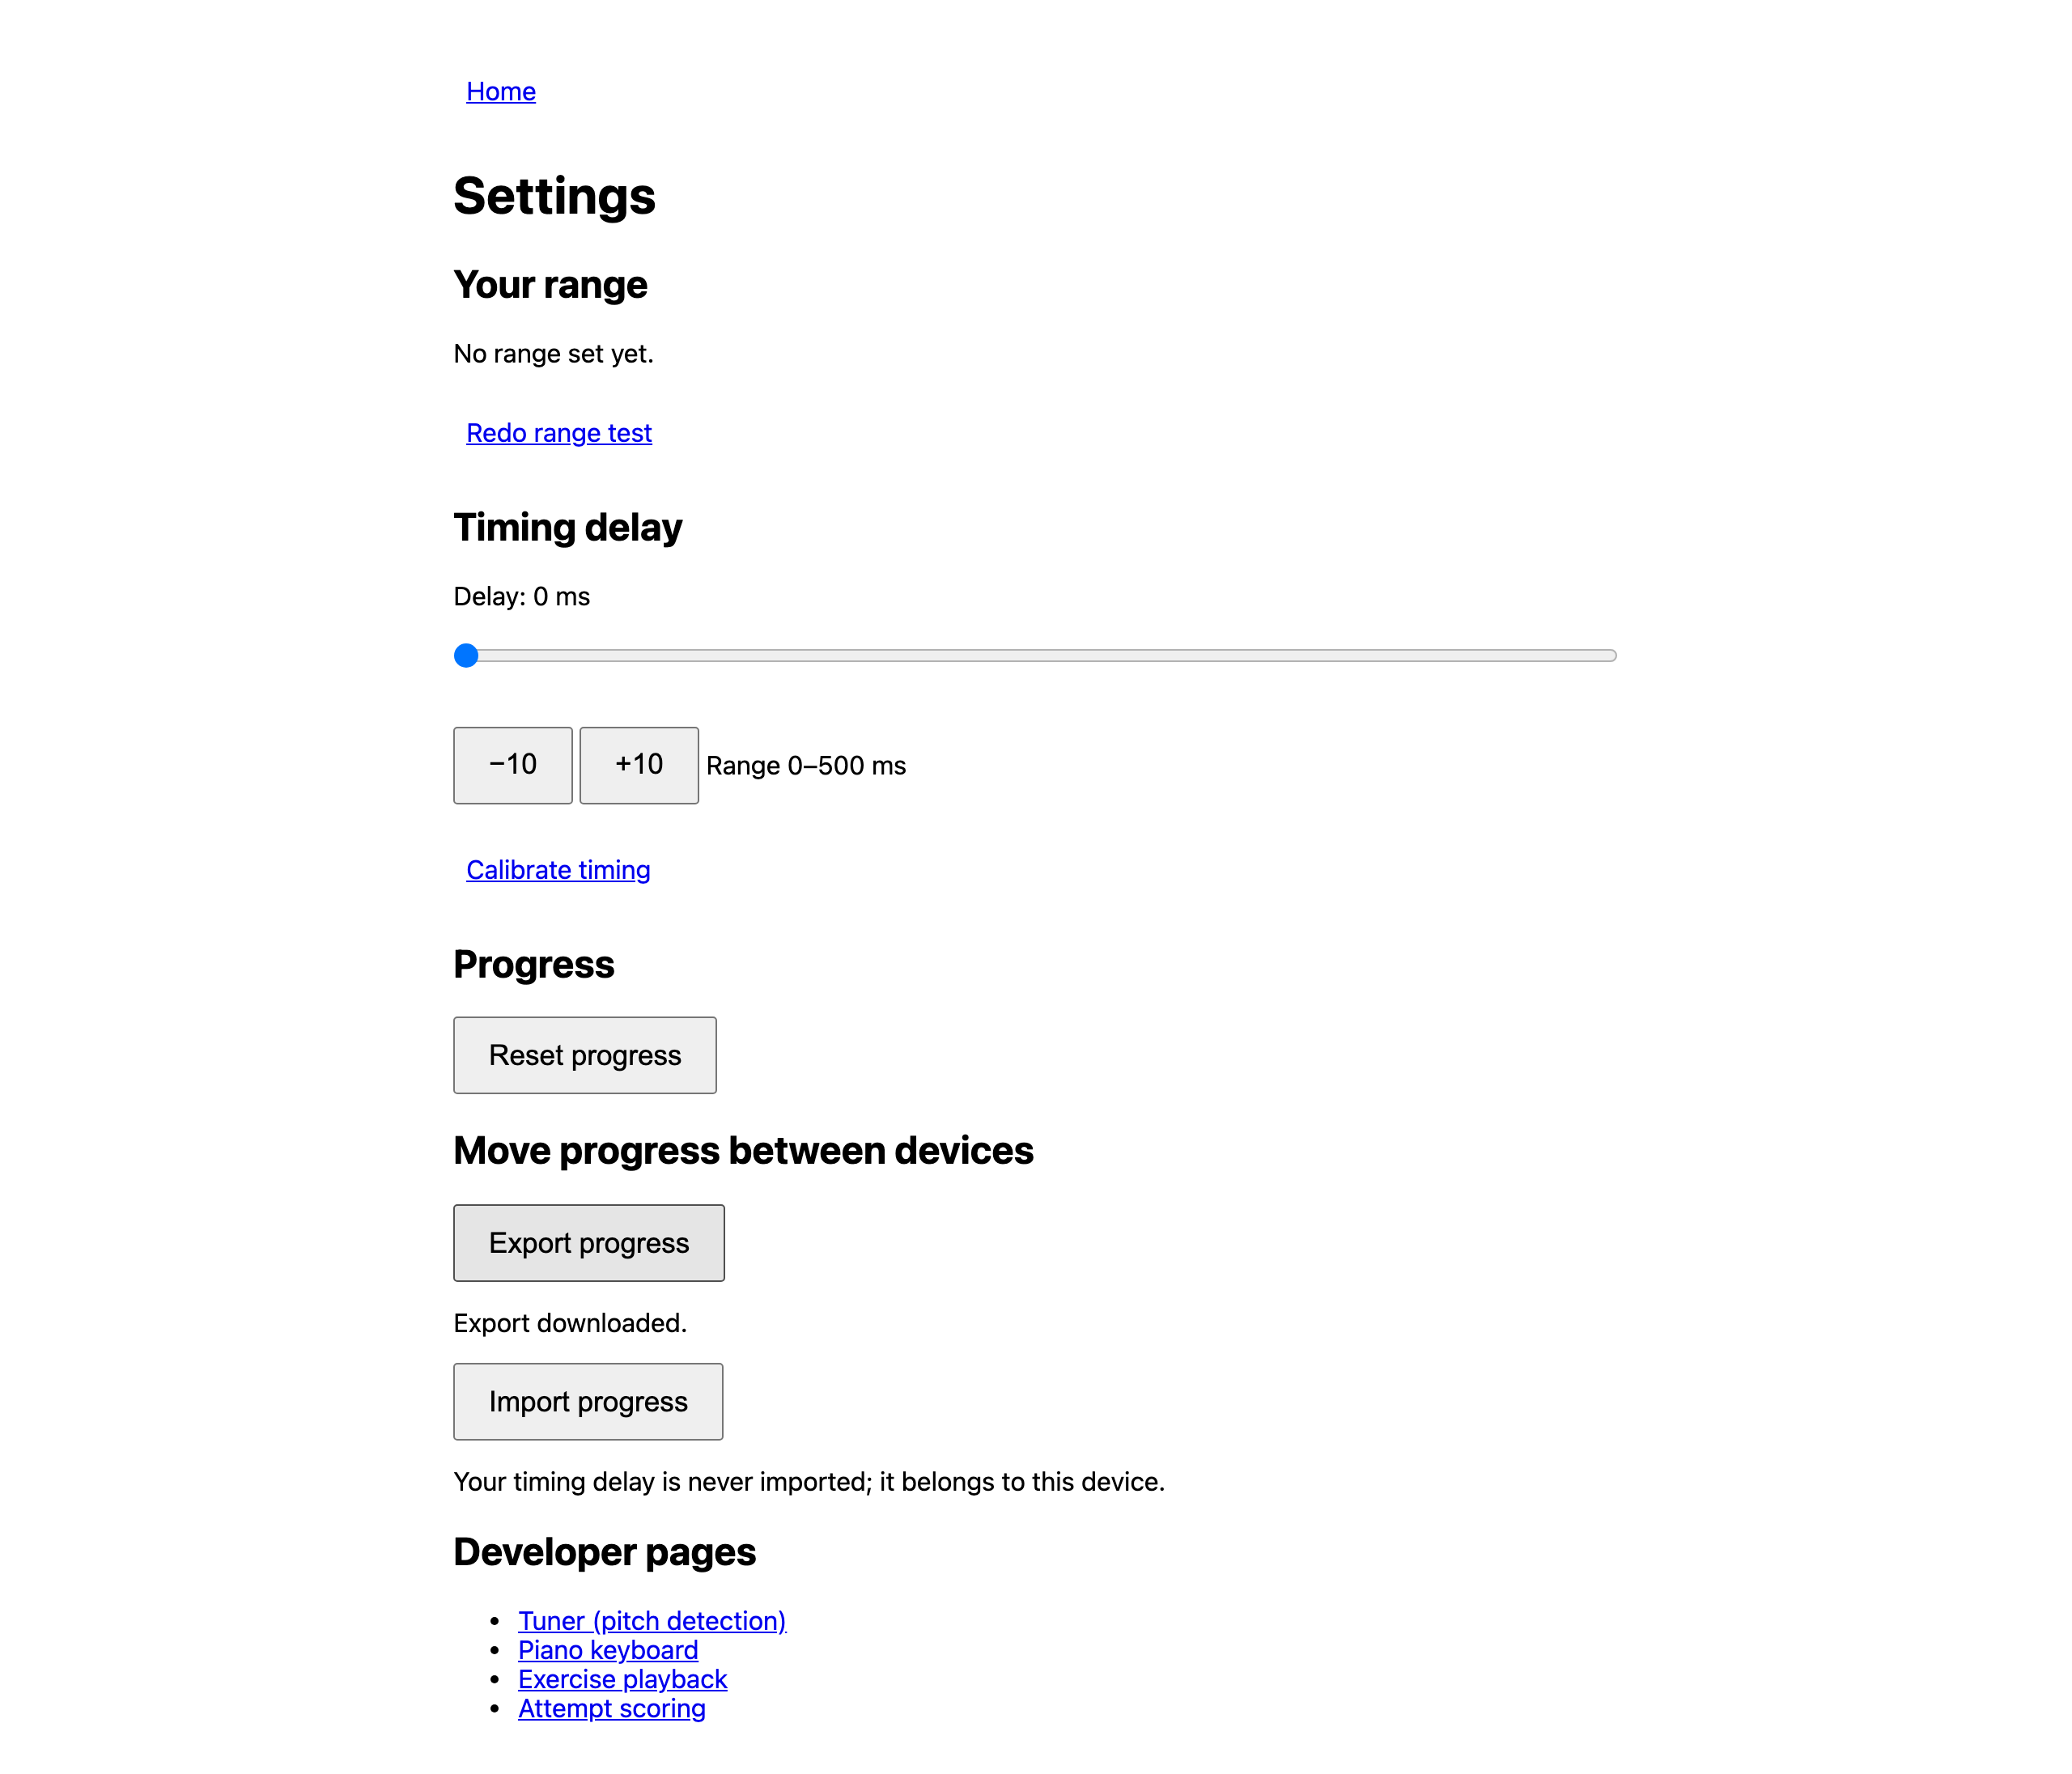 Home
Settings
Your range
No range set yet.
Redo range test
Timing delay
Delay: 0 ms
−10 +10 Range 0–500 ms
Calibrate timing
Progress
Reset progress
Move progress between devices
Export progress
Export downloaded.
Import progress
Your timing delay is never imported; it belongs to this device.
Developer pages
• Tuner (pitch detection)
• Piano keyboard
• Exercise playback
• Attempt scoring